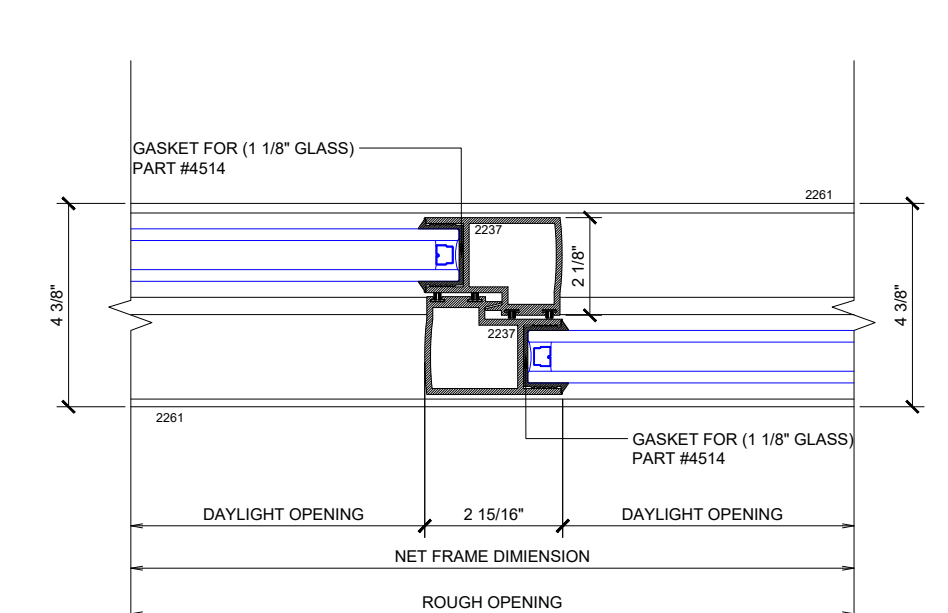 GASKET FOR (1 1/8" GLASS)
PART #4514
2261
2237
2 1/8"
4 3/8"
4 3/8"
2237
2261
GASKET FOR (1 1/8" GLASS)
PART #4514
DAYLIGHT OPENING
2 15/16"
DAYLIGHT OPENING
NET FRAME DIMIENSION
ROUGH OPENING